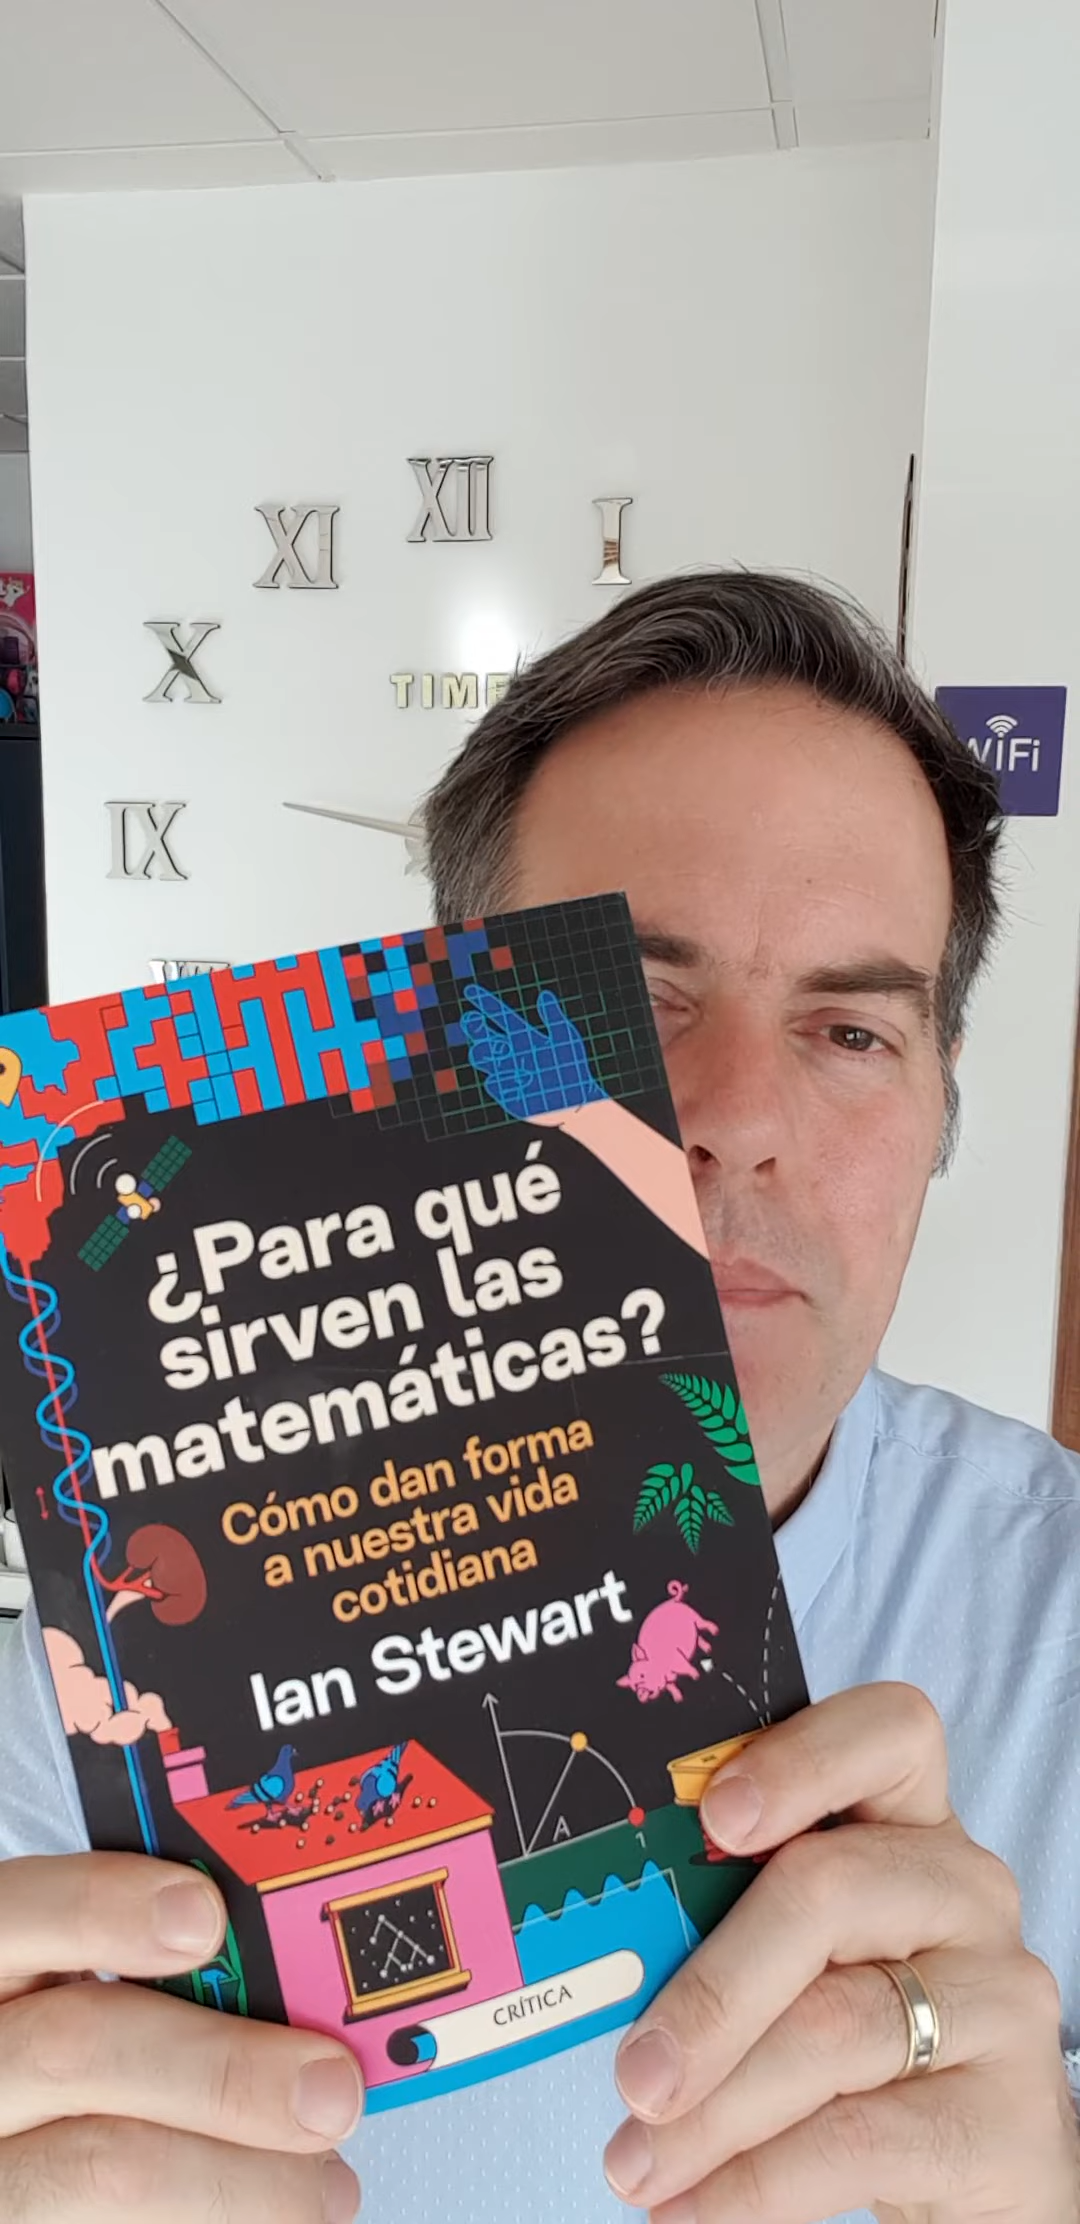 XII
XI
I
X
TIME
WiFi
IX
¿Para qué
sirven las
matemáticas?
Cómo dan forma
a nuestra vida
cotidiana
Ian Stewart
A
1
CRÍTICA